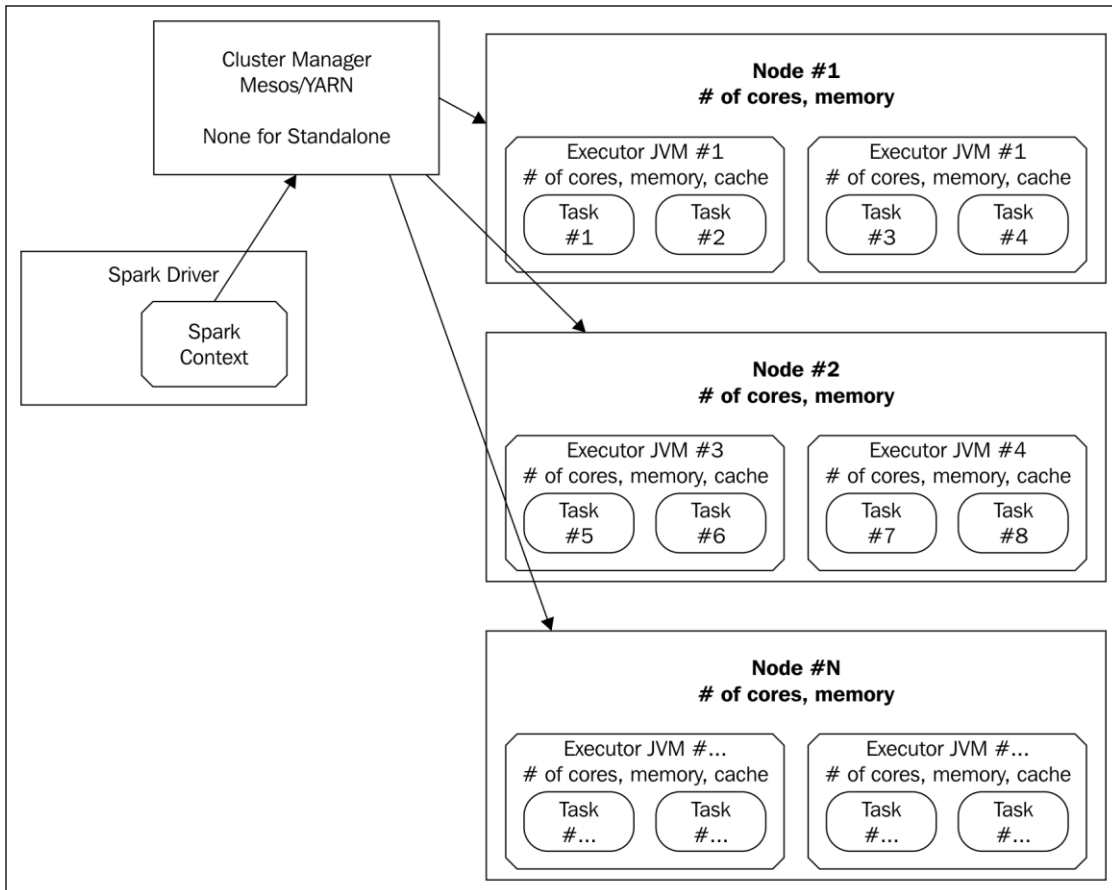 Cluster Manager
Mesos/YARN
None for Standalone
Spark Driver
Spark
Context
Node #1
# of cores, memory
Executor JVM #1
# of cores, memory, cache
Task
#1
Task
#2
Executor JVM #1
# of cores, memory, cache
Task
#3
Task
#4
Node #2
# of cores, memory
Executor JVM #3
# of cores, memory, cache
Task
#5
Task
#6
Executor JVM #4
# of cores, memory, cache
Task
#7
Task
#8
Node #N
# of cores, memory
Executor JVM #...
# of cores, memory, cache
Task
#...
Task
#...
Executor JVM #...
# of cores, memory, cache
Task
#...
Task
#...